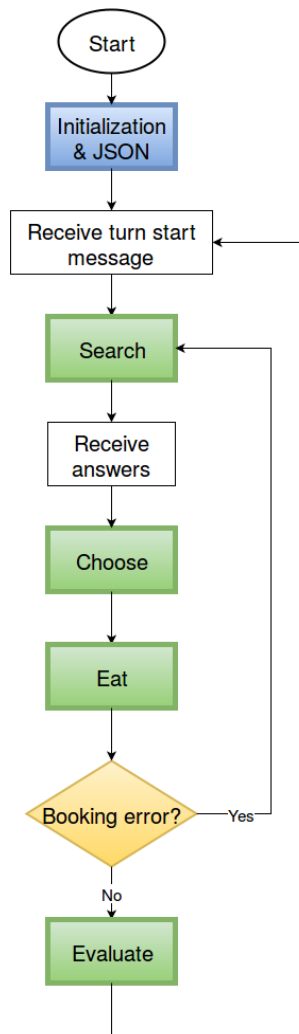 Start
Initialization
& JSON
Receive turn start
message
Search
Receive
answers
Choose
Eat
Booking error?
Yes
No
Evaluate